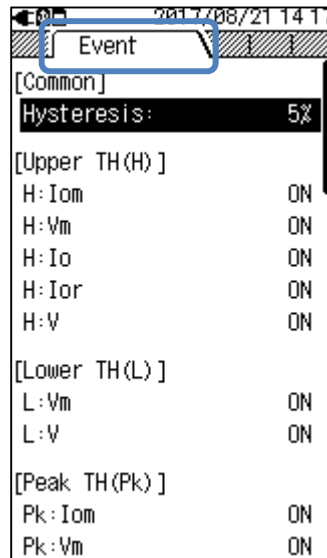 2017/08/21 14 17
Event
[Common]
Hysteresis: 5%
[Upper TH(H)]
H:Iom ON
H:Vm ON
H:Io ON
H:Ior ON
H:V ON
[Lower TH(L)]
L:Vm ON
L:V ON
[Peak TH(Pk)]
Pk:Iom ON
Pk:Vm ON